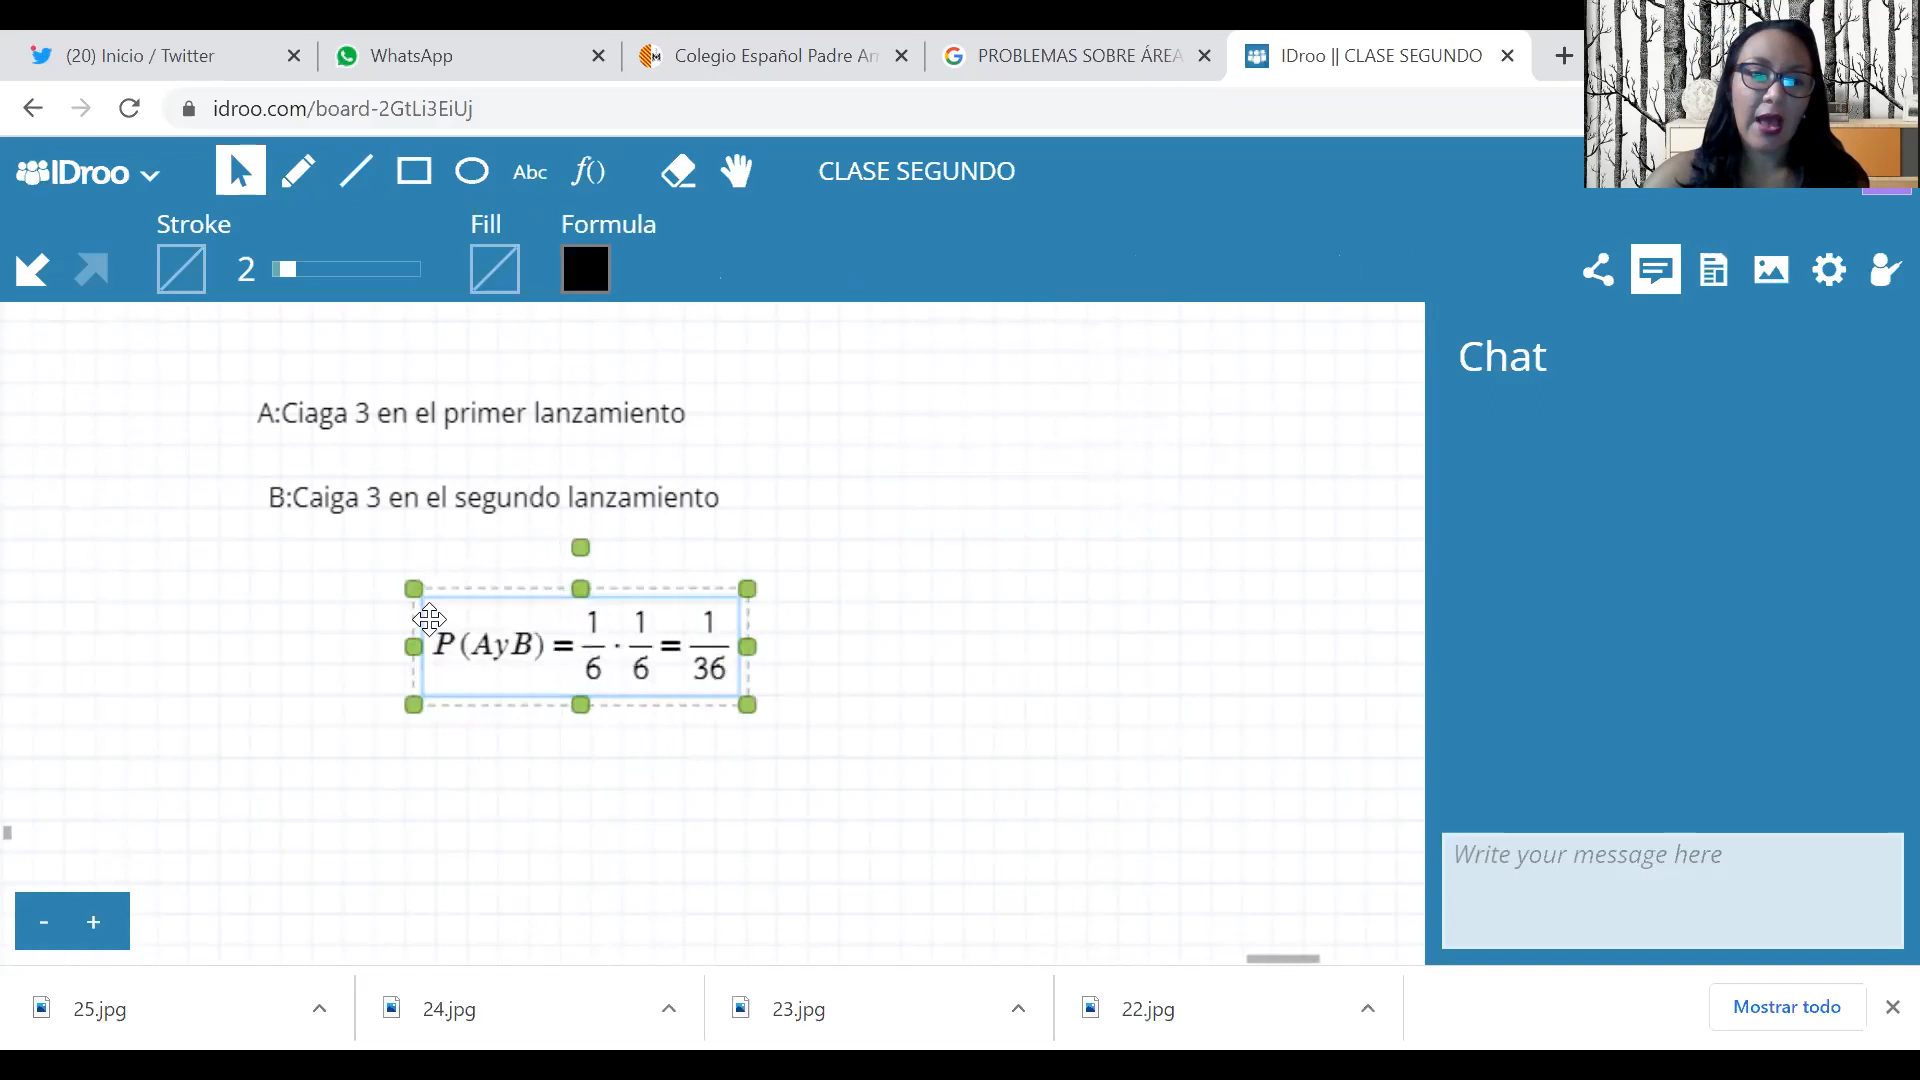 (20) Inicio / Twitter
WhatsApp
Colegio Español Padre Arr
PROBLEMAS SOBRE ÁREA
IDroo || CLASE SEGUNDO
idroo.com/board-2GtLi3EiUj
IDroo
Abc
f()
CLASE SEGUNDO
Stroke
Fill
Formula
2
A:Ciaga 3 en el primer lanzamiento
B:Caiga 3 en el segundo lanzamiento
P(AyB) = 1/6 · 1/6 = 1/36
Chat
Write your message here
- +
25.jpg
24.jpg
23.jpg
22.jpg
Mostrar todo